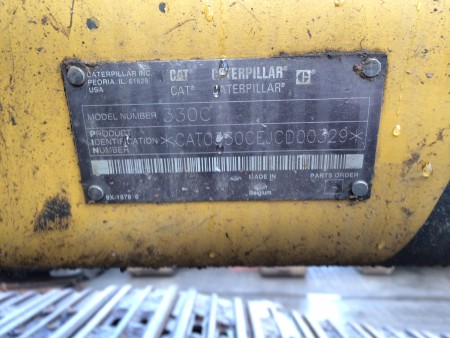 CATERPILLAR INC.
PEORIA, IL. 61629
USA
CAT CATERPILLAR
CAT CATERPILLAR
MODEL NUMBER 330C
PRODUCT
IDENTIFICATION *CAT0330CEJCD00329*
NUMBER
MADE IN
Belgium
PARTS ORDER